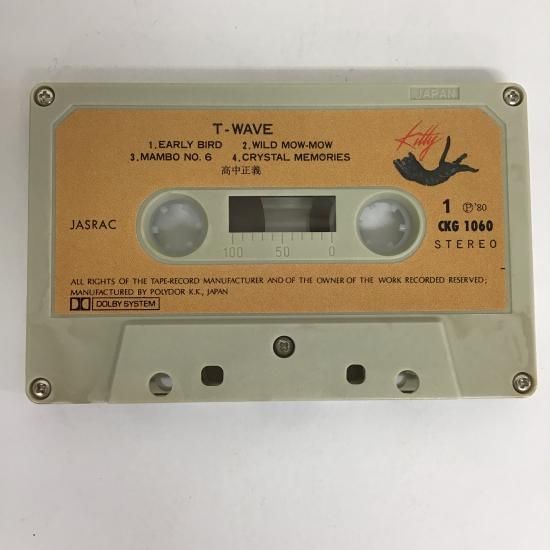 JAPAN
T-WAVE
Kitty
1.EARLY BIRD 2.WILD MOW-MOW
3.MAMBO NO. 6 4.CRYSTAL MEMORIES
高中正義
JASRAC
1 Ⓟ'80
CKG 1060
STEREO
100 50 0
ALL RIGHTS OF THE TAPE-RECORD MANUFACTURER AND OF THE OWNER OF THE WORK RECORDED RESERVED;
MANUFACTURED BY POLYDOR K.K., JAPAN
DOLBY SYSTEM